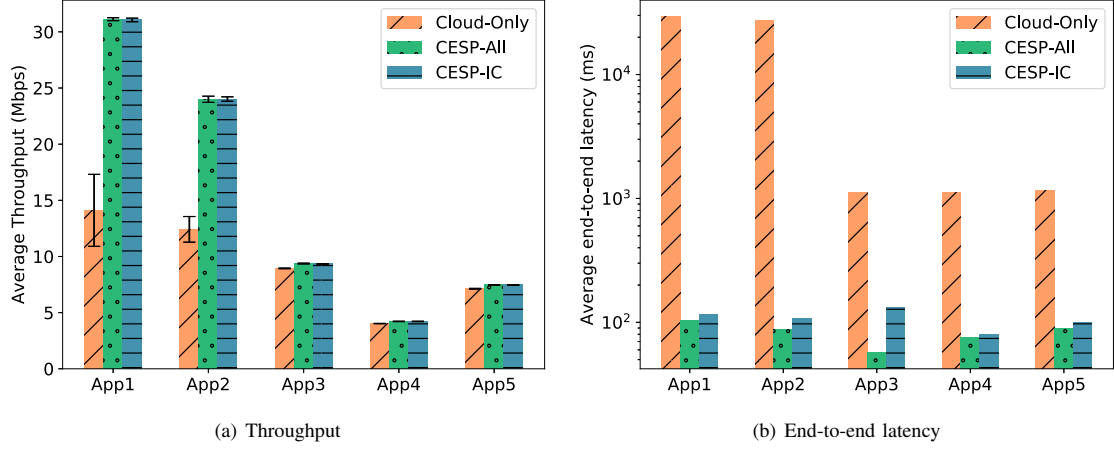 Average Throughput (Mbps)
30
25
20
15
10
5
0
Cloud-Only
CESP-All
CESP-IC
App1 App2 App3 App4 App5
(a) Throughput
Average end-to-end latency (ms)
10^4
10^3
10^2
Cloud-Only
CESP-All
CESP-IC
App1 App2 App3 App4 App5
(b) End-to-end latency